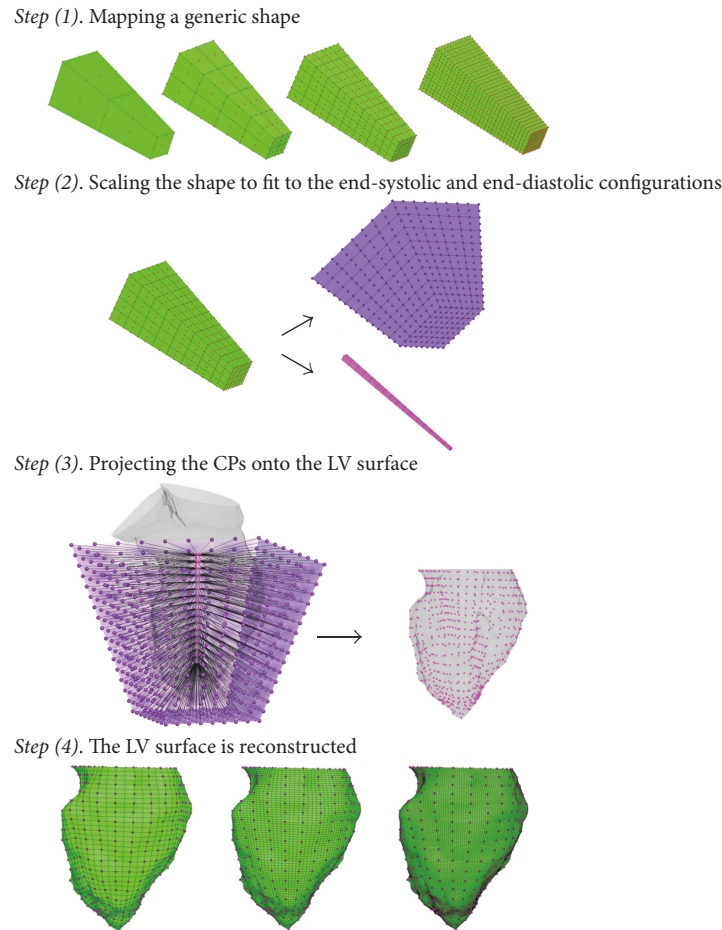 Step (1). Mapping a generic shape
Step (2). Scaling the shape to fit to the end-systolic and end-diastolic configurations
Step (3). Projecting the CPs onto the LV surface
Step (4). The LV surface is reconstructed